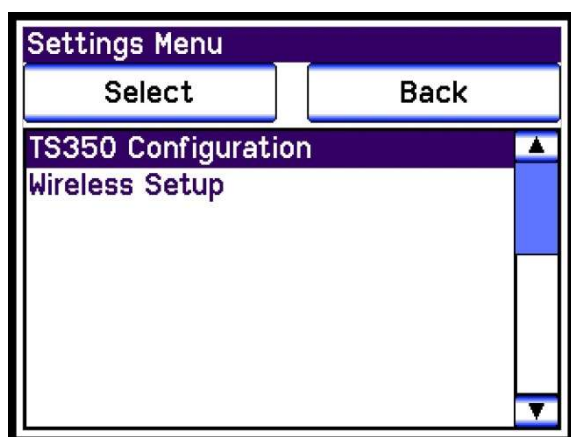 Settings Menu
Select Back
TS350 Configuration
Wireless Setup